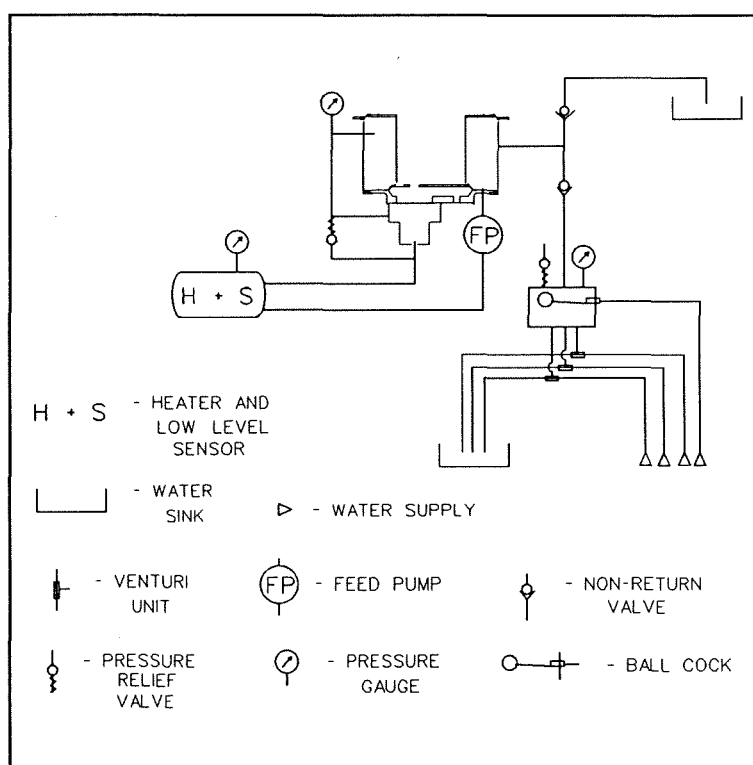 FP
H + S
H + S
- HEATER AND
LOW LEVEL
SENSOR
- WATER
SINK
- WATER SUPPLY
- VENTURI
UNIT
FP
- FEED PUMP
- NON-RETURN
VALVE
- PRESSURE
RELIEF
VALVE
- PRESSURE
GAUGE
- BALL COCK